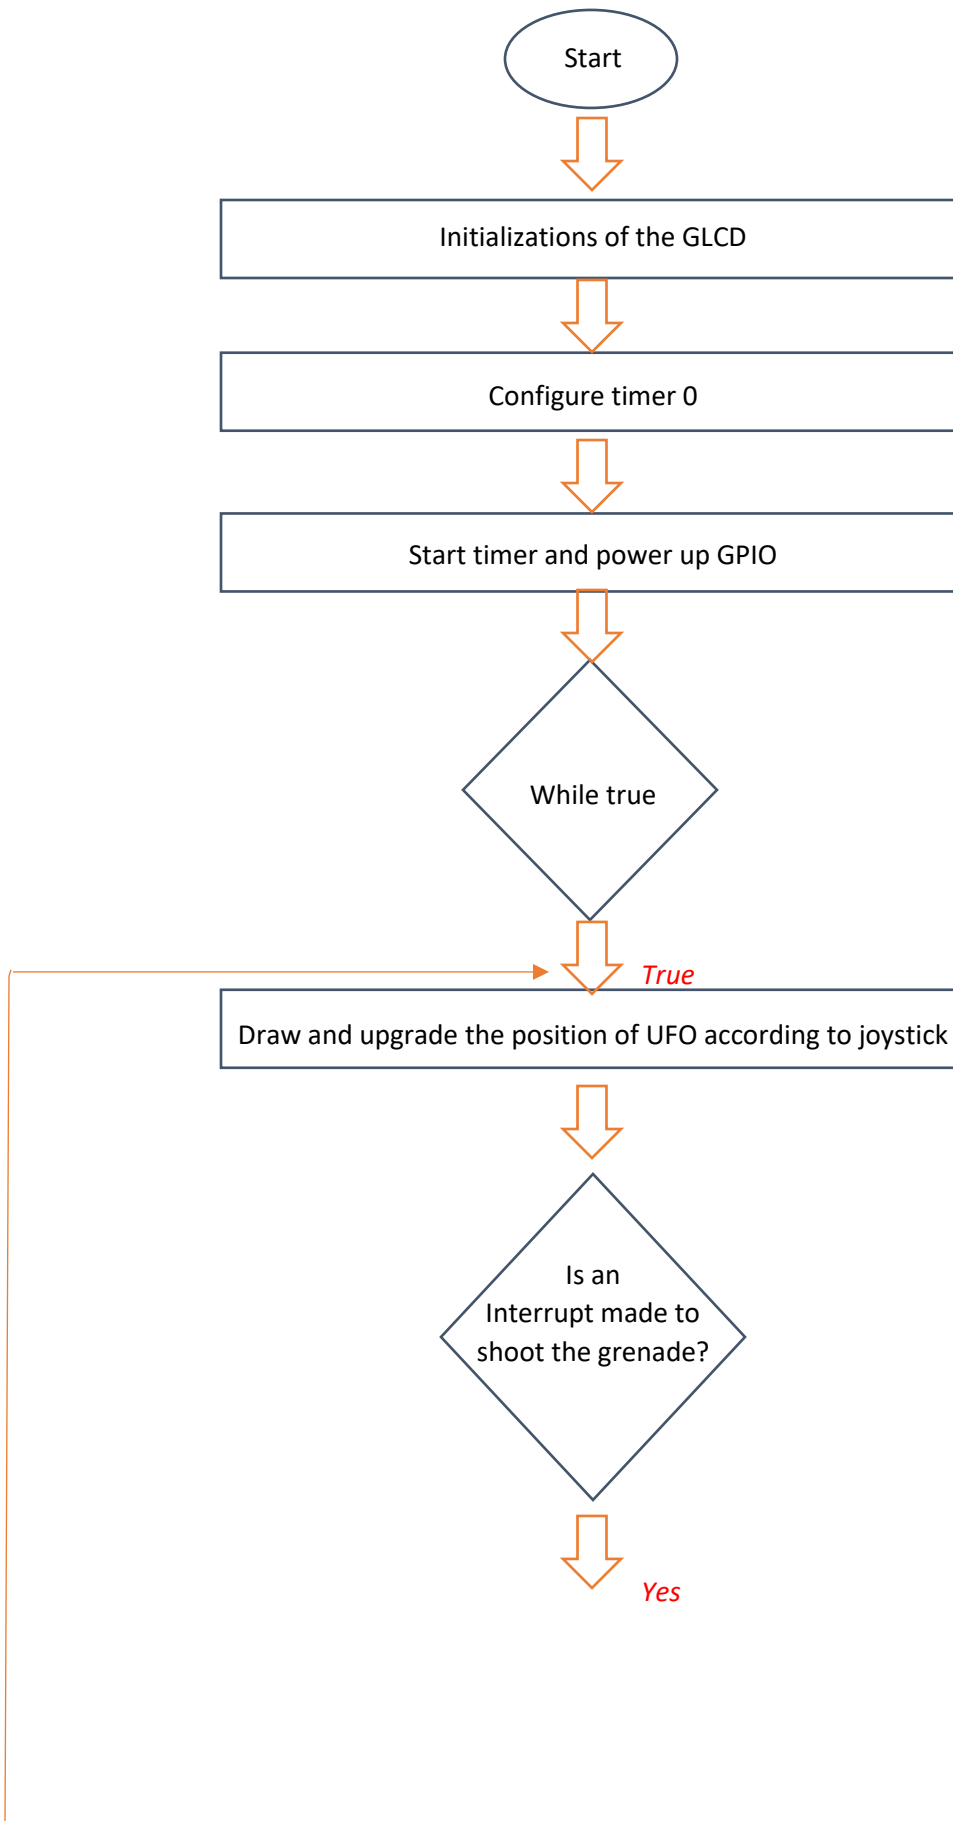 Start
Initializations of the GLCD
Configure timer 0
Start timer and power up GPIO
While true
True
Draw and upgrade the position of UFO according to joystick
Is an
Interrupt made to
shoot the grenade?
Yes